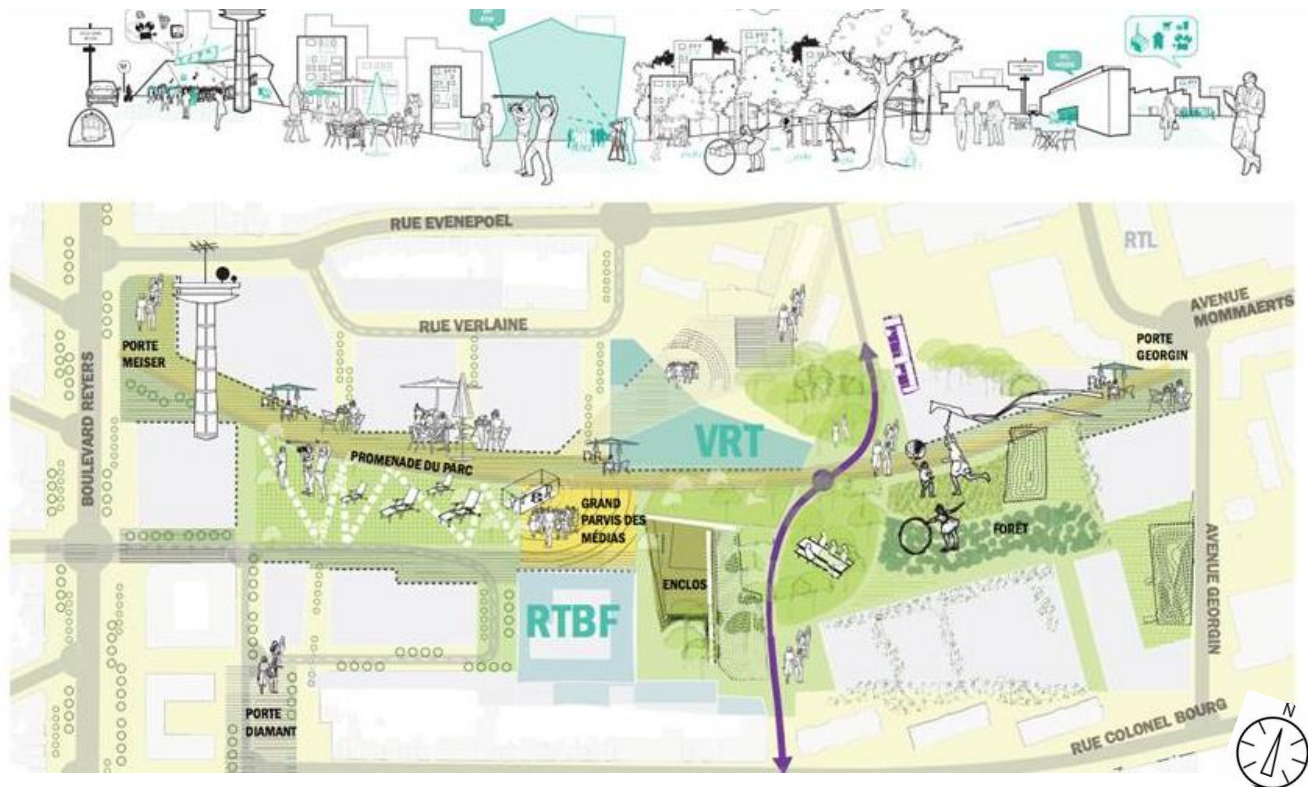 RUE EVENEPOEL
RTL
AVENUE
MOMMAERTS
RUE VERLAINE
PORTE
MEISER
PORTE
GEORGIN
BOULEVARD REYERS
VRT
PROMENADE DU PARC
GRAND
PARVIS DES
MÉDIAS
FORÊT
ENCLOS
RTBF
AVENUE GEORGIN
PORTE
DIAMANT
RUE COLONEL BOURG
N